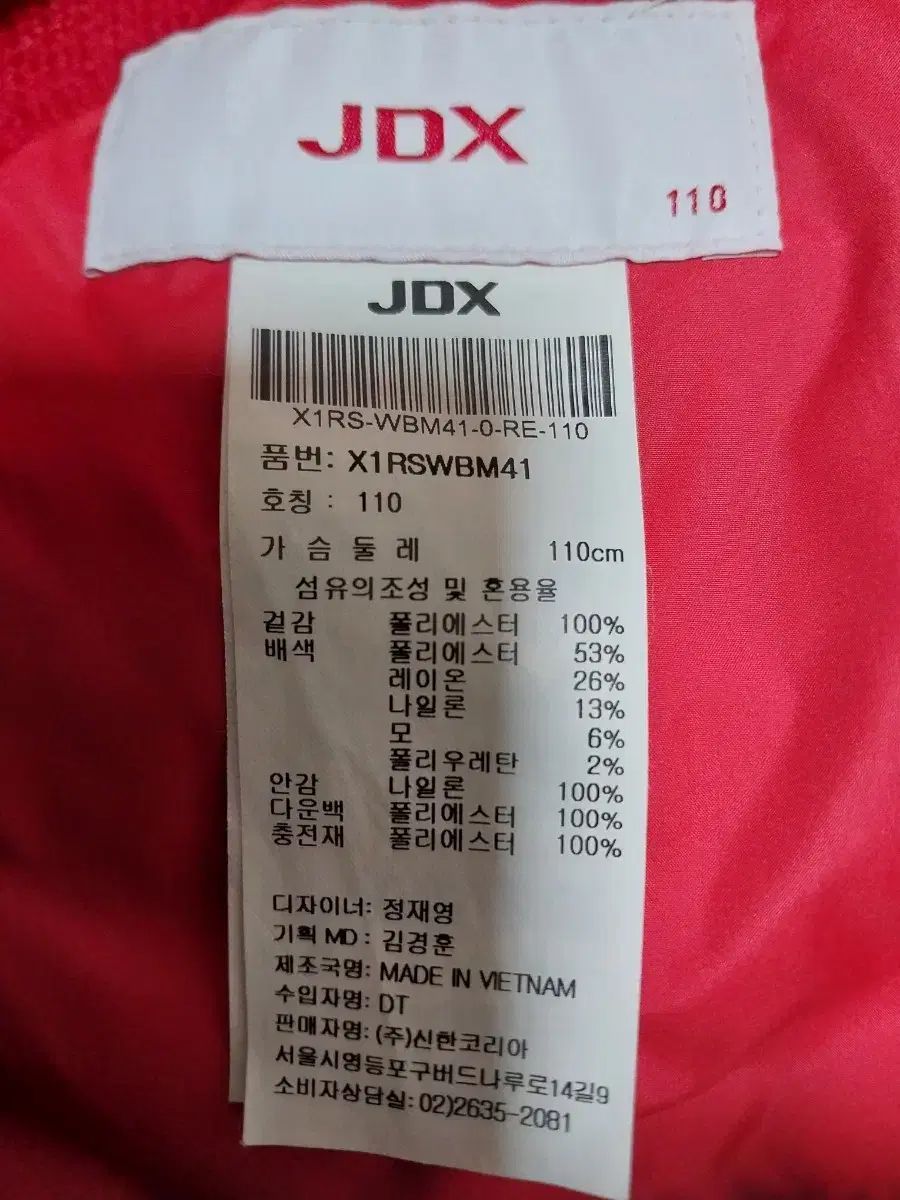 JDX
110
JDX
X1RS-WBM41-0-RE-110
품번: X1RSWBM41
호칭 : 110
가 슴 둘 레 110cm
섬유의조성 및 혼용율
겉감 폴리에스터 100%
배색 폴리에스터 53%
레이온 26%
나일론 13%
모 6%
폴리우레탄 2%
안감 나일론 100%
다운백 폴리에스터 100%
충전재 폴리에스터 100%
디자이너: 정재영
기획 MD : 김경훈
제조국명: MADE IN VIETNAM
수입자명: DT
판매자명: (주)신한코리아
서울시영등포구버드나루로14길9
소비자상담실: 02)2635-2081